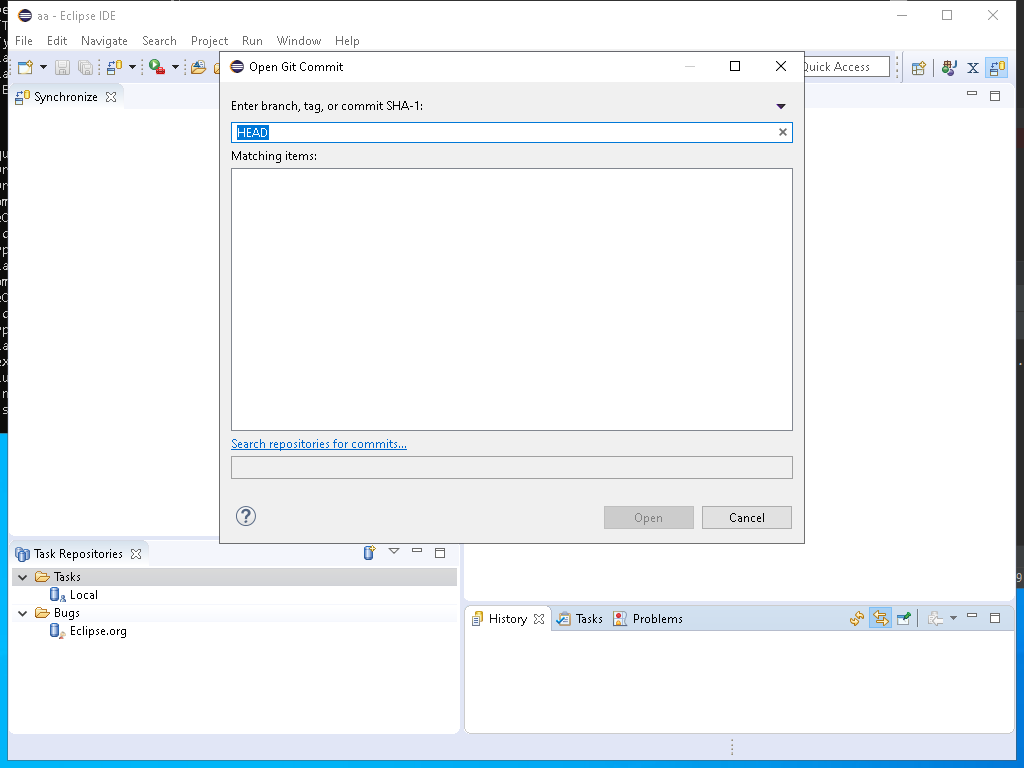 aa - Eclipse IDE
File Edit Navigate Search Project Run Window Help
Open Git Commit
Quick Access
Synchronize
Enter branch, tag, or commit SHA-1:
HEAD
Matching items:
Search repositories for commits...
Open Cancel
Task Repositories
Tasks
Local
Bugs
Eclipse.org
History Tasks Problems